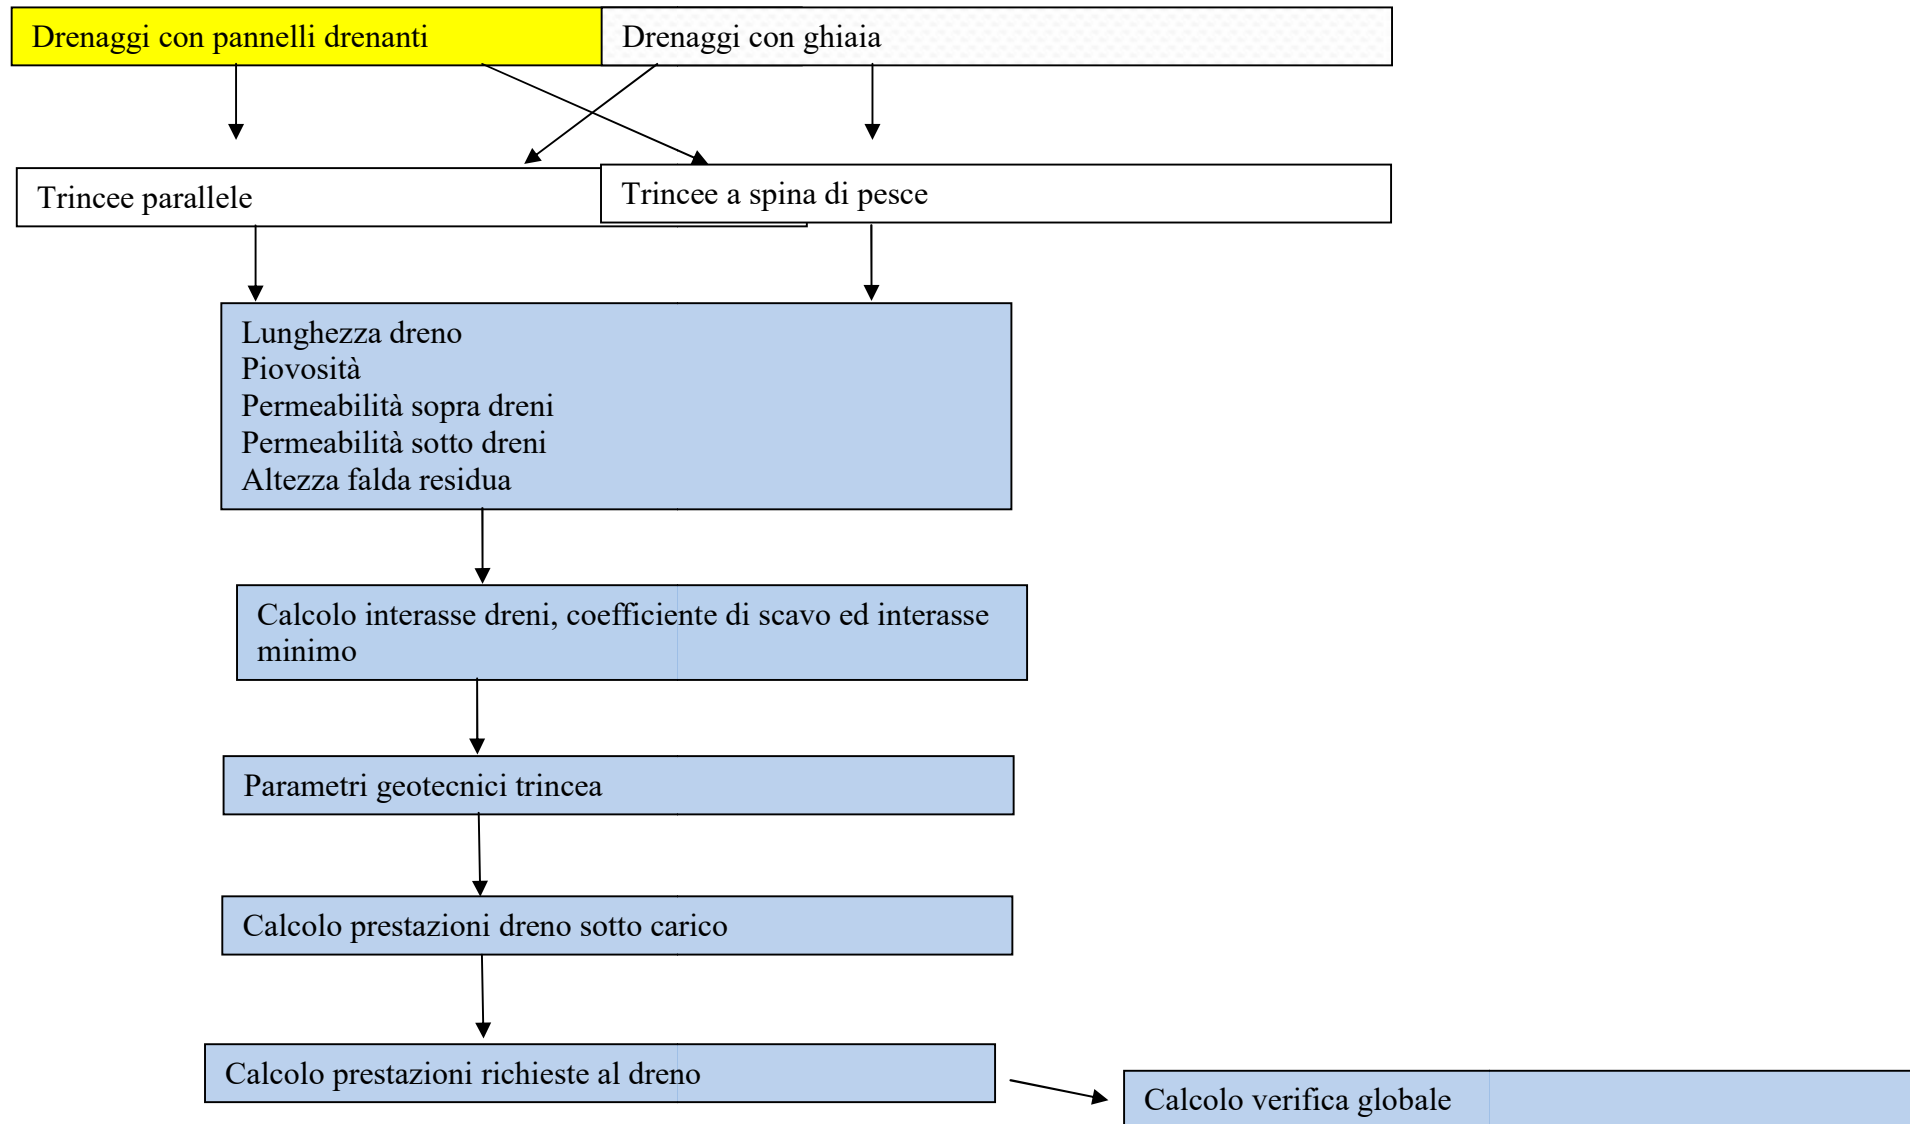 Drenaggi con pannelli drenanti
Drenaggi con ghiaia
Trincee parallele
Trincee a spina di pesce
Lunghezza dreno
Piovosità
Permeabilità sopra dreni
Permeabilità sotto dreni
Altezza falda residua
Calcolo interasse dreni, coefficiente di scavo ed interasse
minimo
Parametri geotecnici trincea
Calcolo prestazioni dreno sotto carico
Calcolo prestazioni richieste al dreno
Calcolo verifica globale